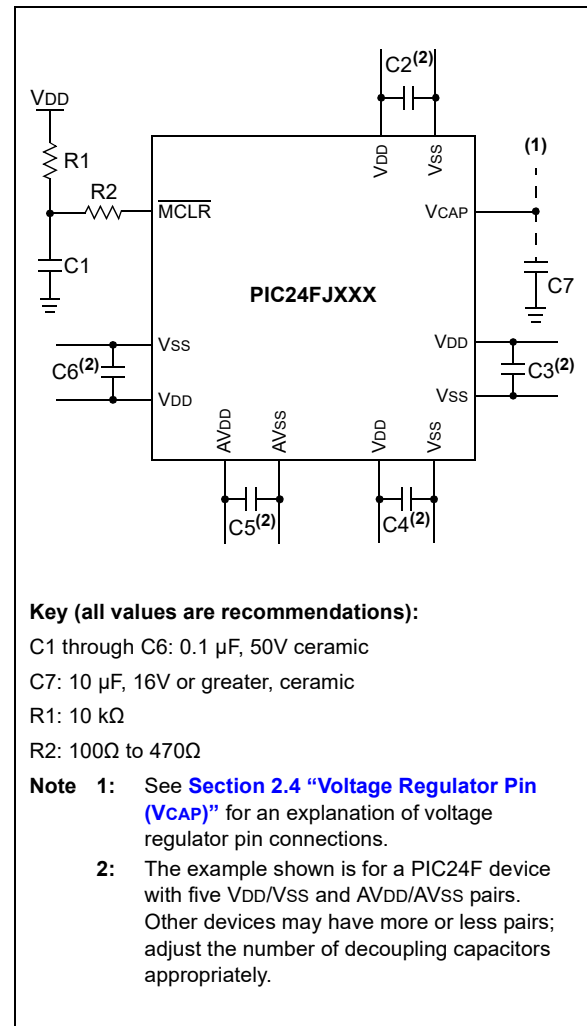 C2(2)
VDD
R1
R2
C1
MCLR
VDD
VSS
(1)
VCAP
C7
PIC24FJXXX
VSS
VDD
C6(2)
VDD
VSS
C3(2)
AVDD
AVSS
VDD
VSS
C5(2)
C4(2)
Key (all values are recommendations):
C1 through C6: 0.1 µF, 50V ceramic
C7: 10 µF, 16V or greater, ceramic
R1: 10 kΩ
R2: 100Ω to 470Ω
Note 1: See Section 2.4 “Voltage Regulator Pin
(VCAP)” for an explanation of voltage
regulator pin connections.
2: The example shown is for a PIC24F device
with five VDD/VSS and AVDD/AVSS pairs.
Other devices may have more or less pairs;
adjust the number of decoupling capacitors
appropriately.